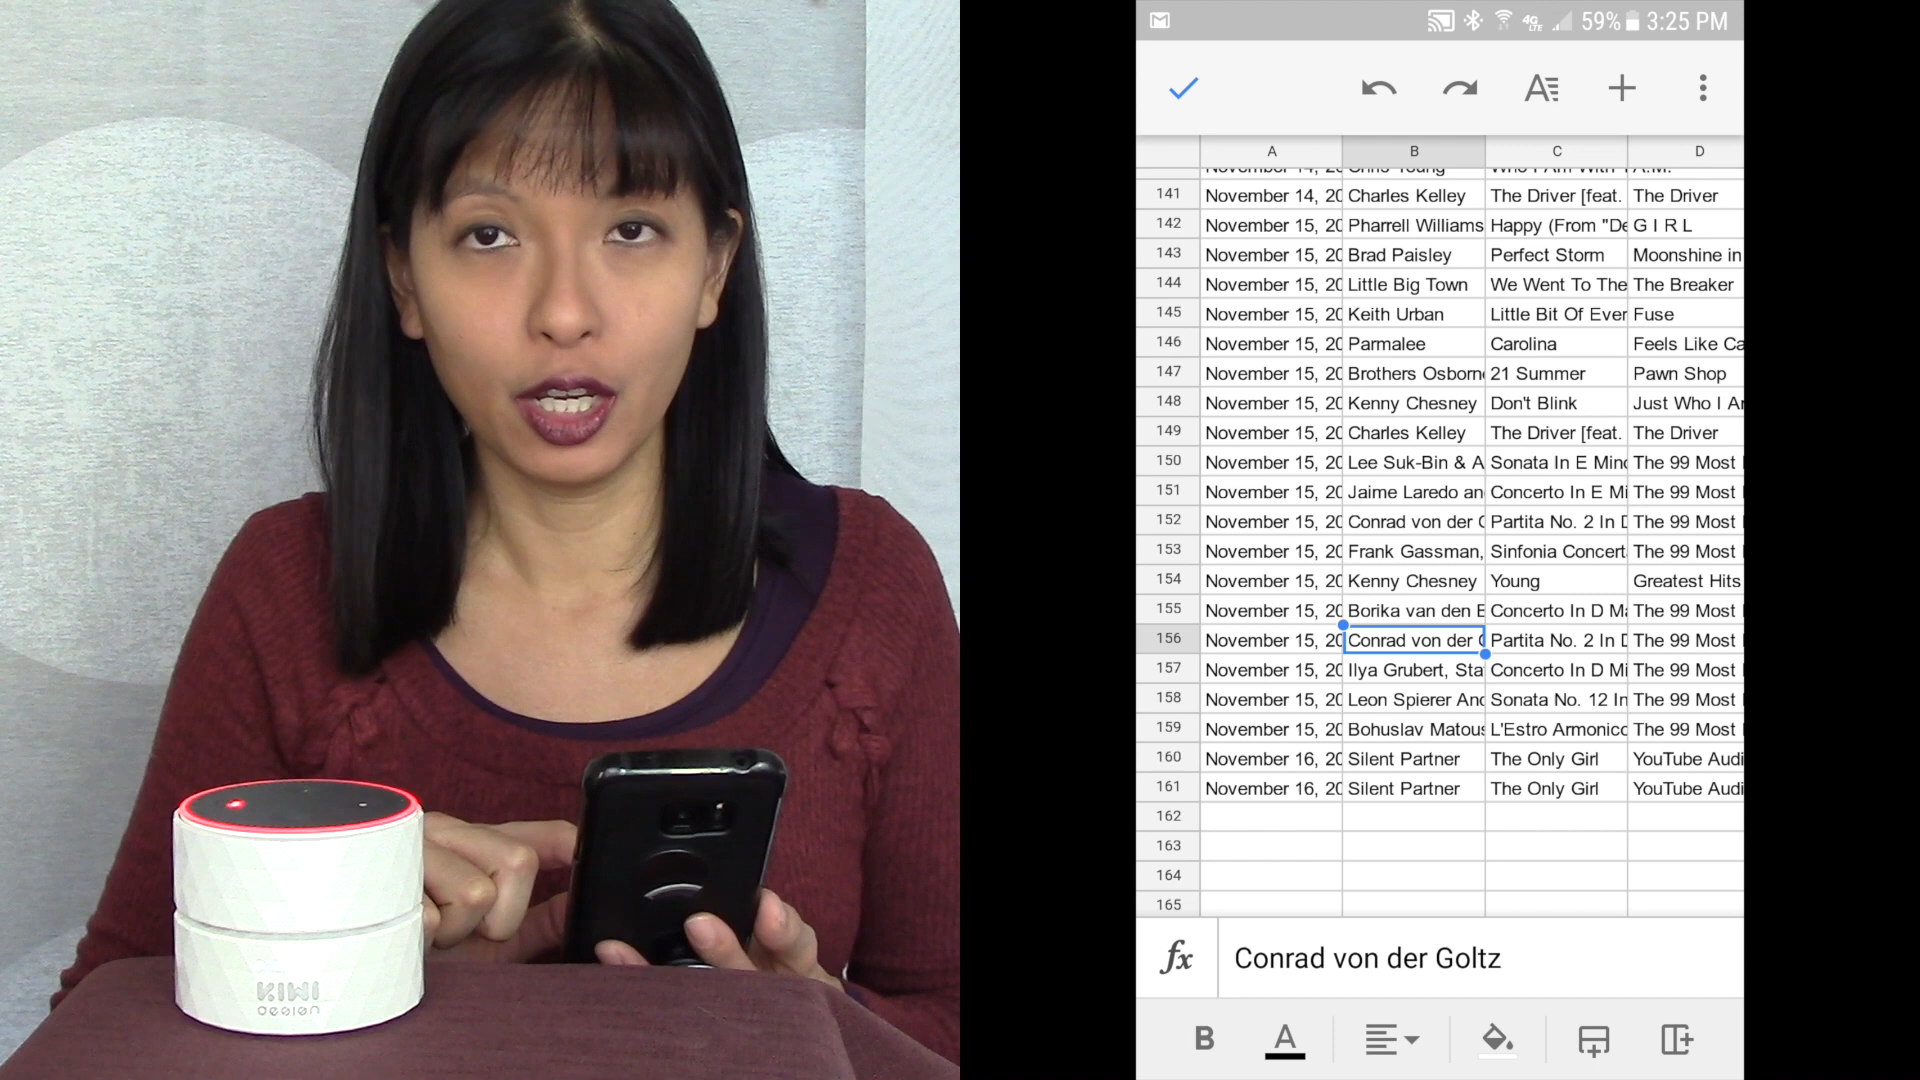 59% 3:25 PM
A B C D
141 November 14, 20 Charles Kelley The Driver [feat. The Driver
142 November 15, 20 Pharrell Williams Happy (From "De G I R L
143 November 15, 20 Brad Paisley Perfect Storm Moonshine in
144 November 15, 20 Little Big Town We Went To The The Breaker
145 November 15, 20 Keith Urban Little Bit Of Ever Fuse
146 November 15, 20 Parmalee Carolina Feels Like Ca
147 November 15, 20 Brothers Osborne 21 Summer Pawn Shop
148 November 15, 20 Kenny Chesney Don't Blink Just Who I Am
149 November 15, 20 Charles Kelley The Driver [feat. The Driver
150 November 15, 20 Lee Suk-Bin & A Sonata In E Mino The 99 Most
151 November 15, 20 Jaime Laredo an Concerto In E Mi The 99 Most
152 November 15, 20 Conrad von der G Partita No. 2 In D The 99 Most
153 November 15, 20 Frank Gassman, Sinfonia Concert The 99 Most
154 November 15, 20 Kenny Chesney Young Greatest Hits
155 November 15, 20 Borika van den B Concerto In D Ma The 99 Most
156 November 15, 20 Conrad von der G Partita No. 2 In D The 99 Most
157 November 15, 20 Ilya Grubert, Sta Concerto In D Mi The 99 Most
158 November 15, 20 Leon Spierer And Sonata No. 12 In The 99 Most
159 November 15, 20 Bohuslav Matous L'Estro Armonico The 99 Most
160 November 16, 20 Silent Partner The Only Girl YouTube Audi
161 November 16, 20 Silent Partner The Only Girl YouTube Audi
162
163
164
165
fx Conrad von der Goltz
B A
KIWI
design